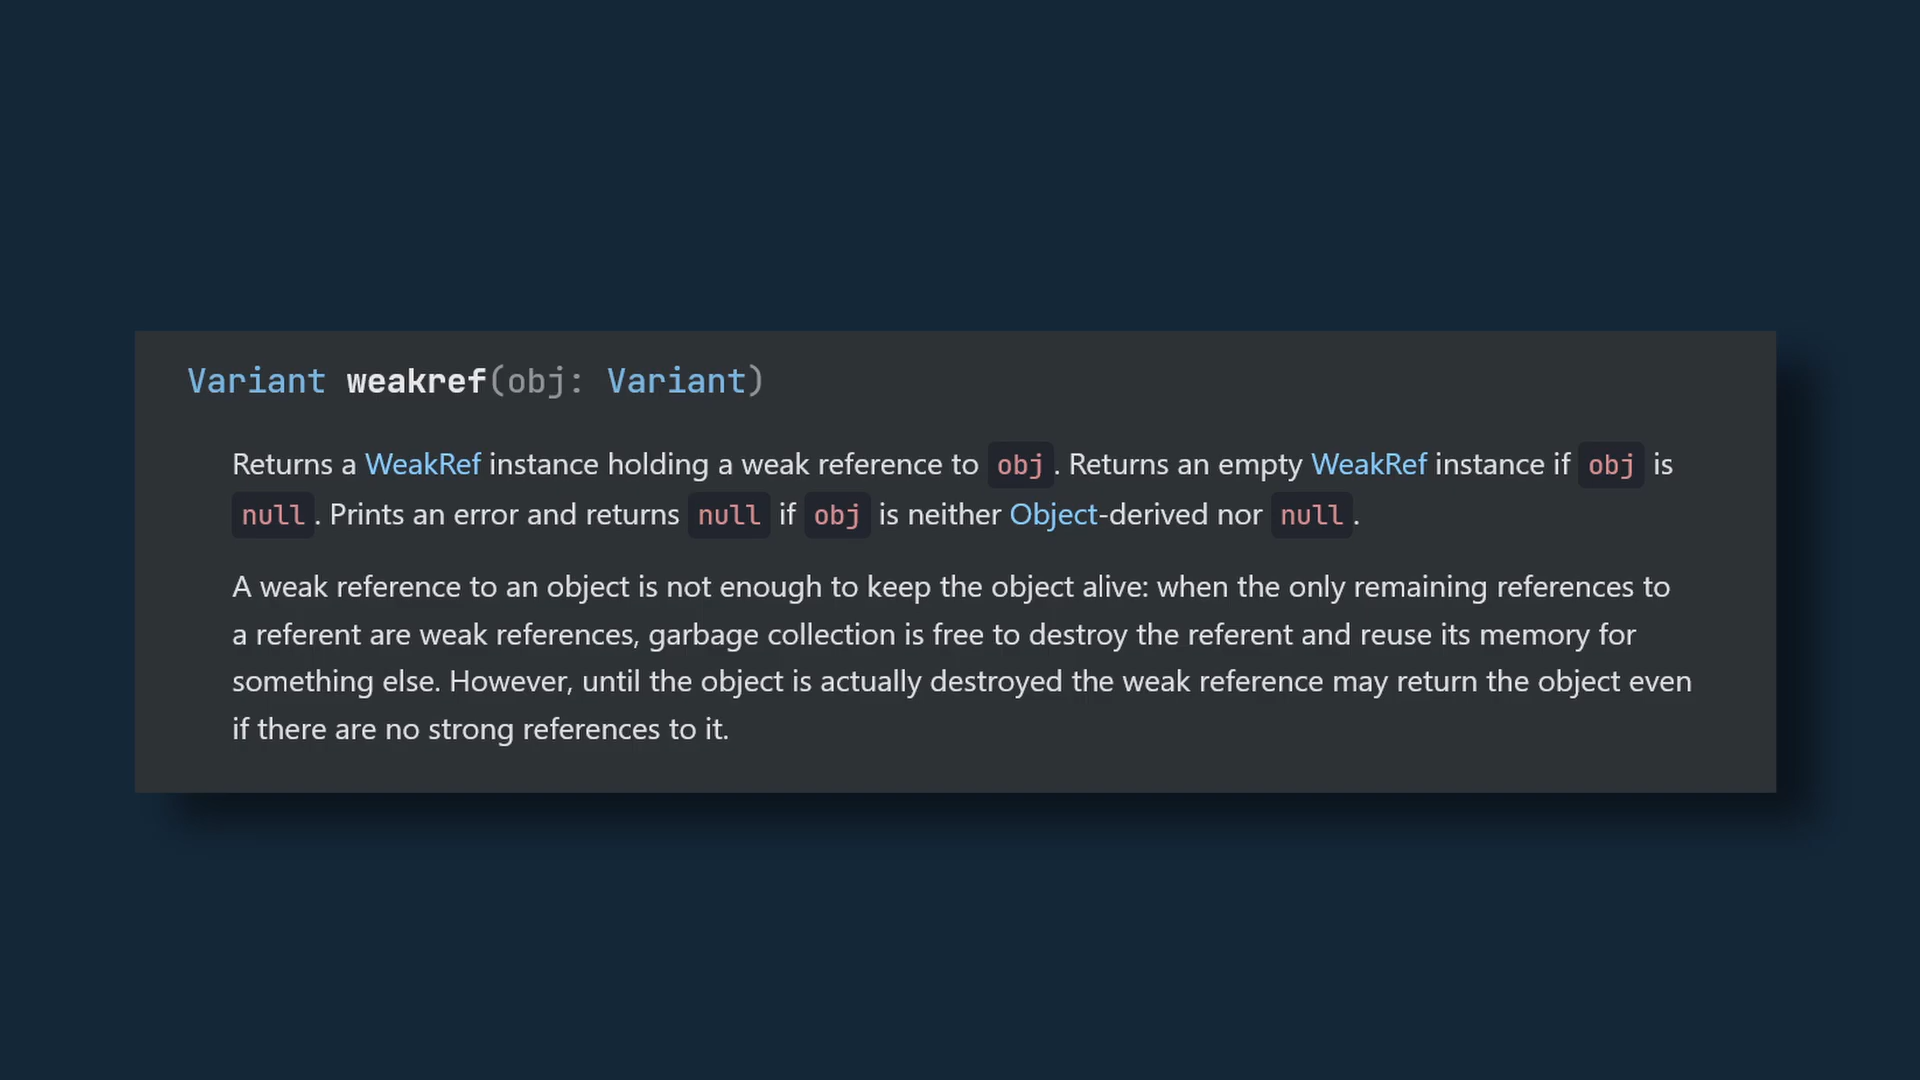 Variant weakref(obj: Variant)
Returns a WeakRef instance holding a weak reference to obj. Returns an empty WeakRef instance if obj is
null. Prints an error and returns null if obj is neither Object-derived nor null.
A weak reference to an object is not enough to keep the object alive: when the only remaining references to
a referent are weak references, garbage collection is free to destroy the referent and reuse its memory for
something else. However, until the object is actually destroyed the weak reference may return the object even
if there are no strong references to it.